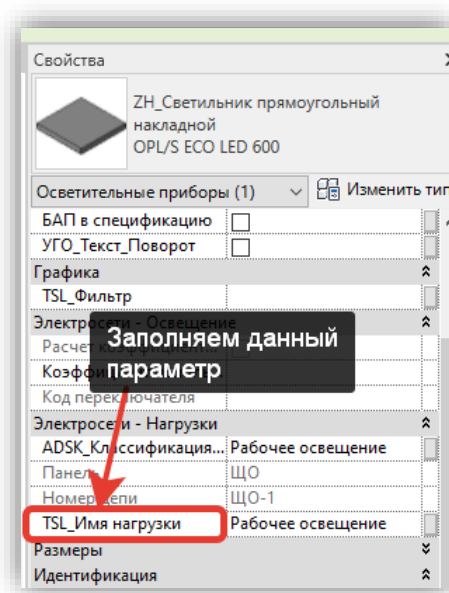 Свойства
ZH_Светильник прямоугольный
накладной
OPL/S ECO LED 600
Осветительные приборы (1)
Изменить тип
БАП в спецификацию
УГО_Текст_Поворот
Графика
TSL_Фильтр
Электросети - Освещение
Расчет коэффициент...
Заполняем данный
параметр
Код переключателя
Электросети - Нагрузки
ADSK_Классификация... Рабочее освещение
Панель ЩО
Номер цепи ЩО-1
TSL_Имя нагрузки Рабочее освещение
Размеры
Идентификация